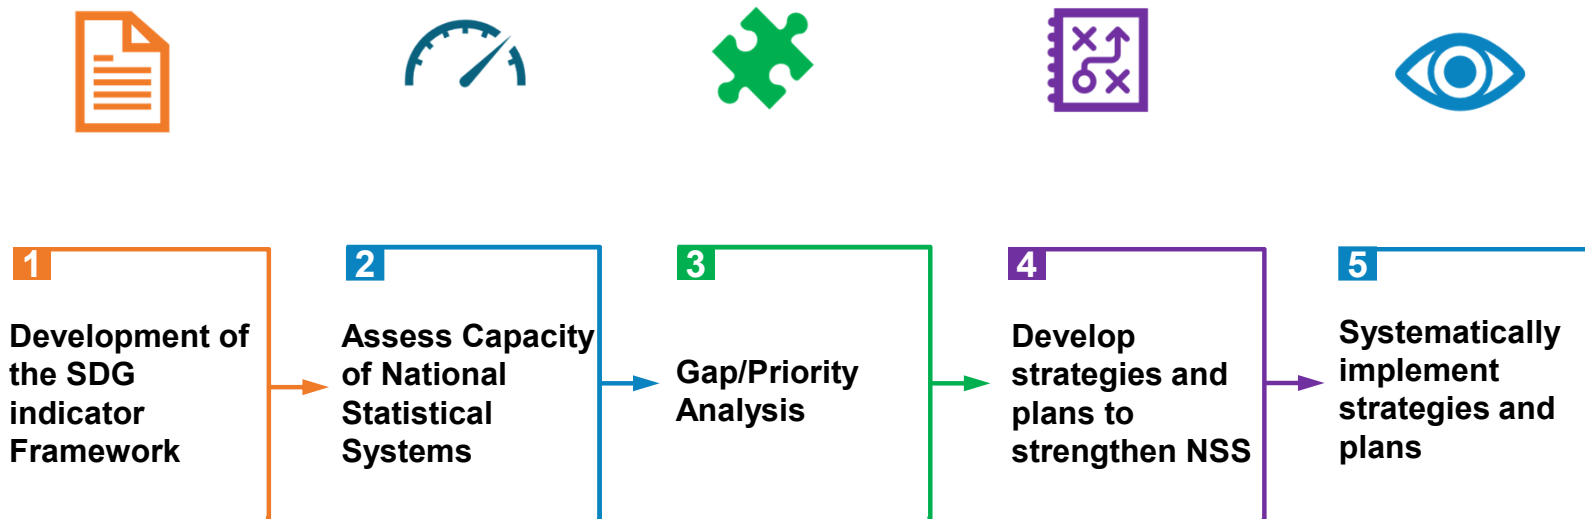 1
Development of
the SDG
indicator
Framework
2
Assess Capacity
of National
Statistical
Systems
3
Gap/Priority
Analysis
4
Develop
strategies and
plans to
strengthen NSS
5
Systematically
implement
strategies and
plans